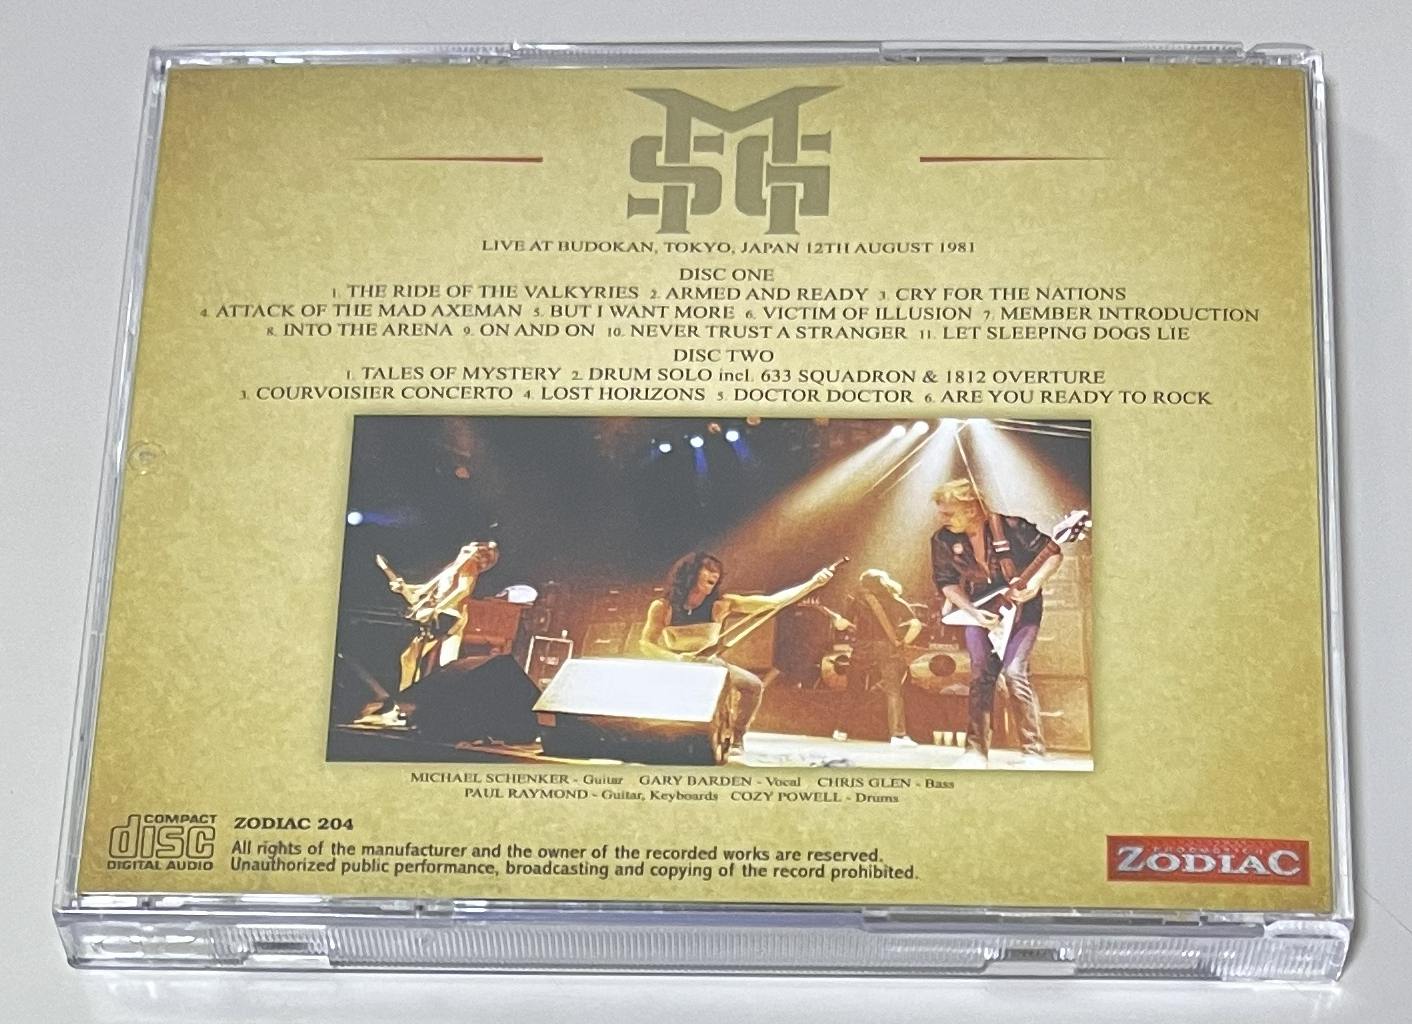 MSG
LIVE AT BUDOKAN, TOKYO, JAPAN 12TH AUGUST 1981
DISC ONE
1. THE RIDE OF THE VALKYRIES 2. ARMED AND READY 3. CRY FOR THE NATIONS
4. ATTACK OF THE MAD AXEMAN 5. BUT I WANT MORE 6. VICTIM OF ILLUSION 7. MEMBER INTRODUCTION
8. INTO THE ARENA 9. ON AND ON 10. NEVER TRUST A STRANGER 11. LET SLEEPING DOGS LIE
DISC TWO
1. TALES OF MYSTERY 2. DRUM SOLO incl. 633 SQUADRON & 1812 OVERTURE
3. COURVOISIER CONCERTO 4. LOST HORIZONS 5. DOCTOR DOCTOR 6. ARE YOU READY TO ROCK
MICHAEL SCHENKER - Guitar GARY BARDEN - Vocal CHRIS GLEN - Bass
PAUL RAYMOND - Guitar, Keyboards COZY POWELL - Drums
COMPACT
disc
DIGITAL AUDIO
ZODIAC 204
All rights of the manufacturer and the owner of the recorded works are reserved.
Unauthorized public performance, broadcasting and copying of the record prohibited.
ZODIAC